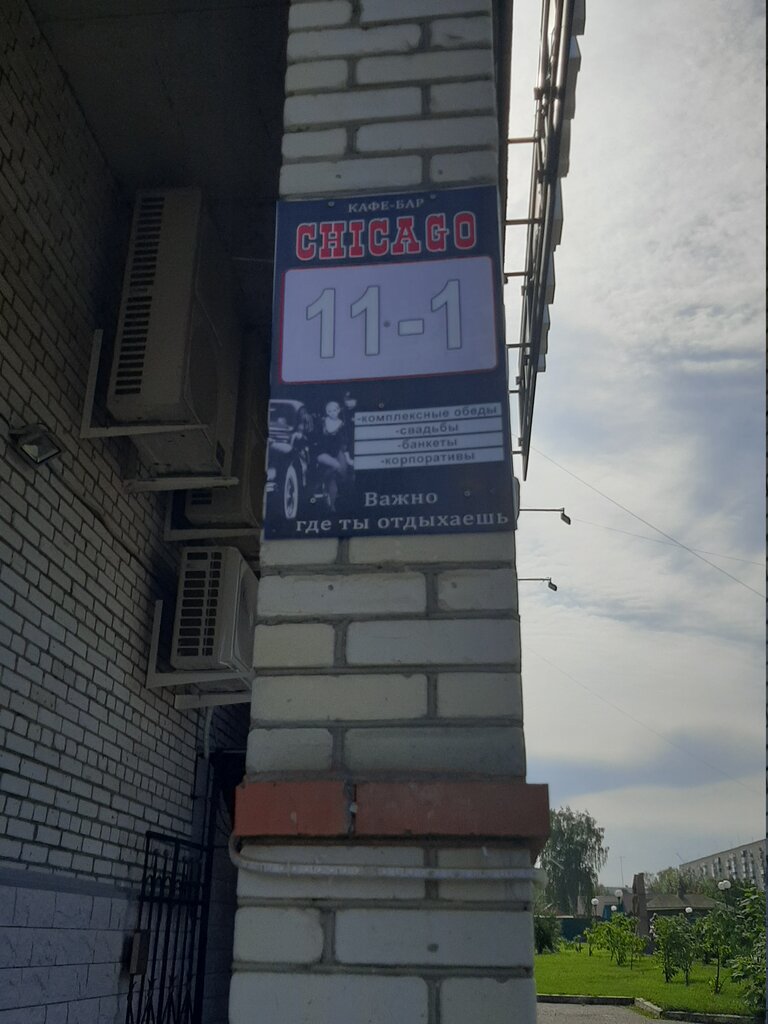 КАФЕ-БАР
CHICAGO
11-1
-комплексные обеды
-свадьбы
-банкеты
-корпоративы
Важно
где ты отдыхаешь